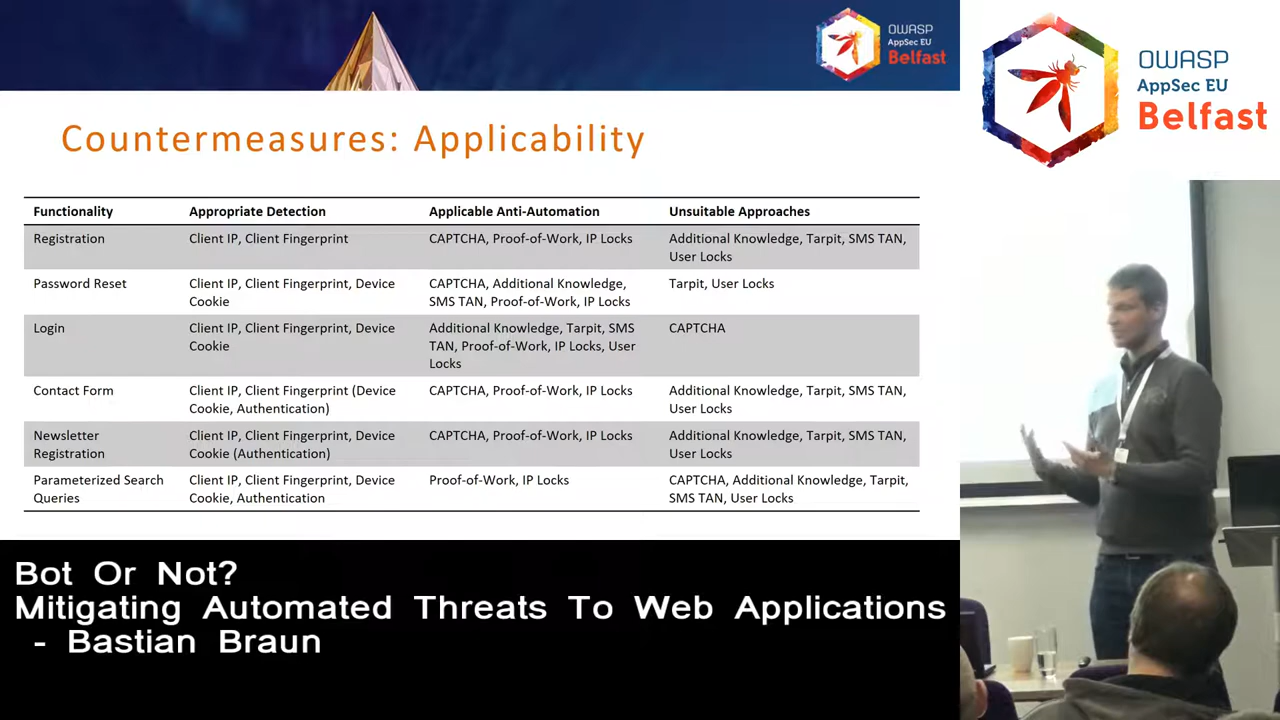 OWASP
AppSec EU
Belfast
OWASP
AppSec EU
Belfast
Countermeasures: Applicability
Functionality Appropriate Detection Applicable Anti-Automation Unsuitable Approaches
Registration Client IP, Client Fingerprint CAPTCHA, Proof-of-Work, IP Locks Additional Knowledge, Tarpit, SMS TAN,
User Locks
Password Reset Client IP, Client Fingerprint, Device CAPTCHA, Additional Knowledge, Tarpit, User Locks
Cookie SMS TAN, Proof-of-Work, IP Locks
Login Client IP, Client Fingerprint, Device Additional Knowledge, Tarpit, SMS CAPTCHA
Cookie TAN, Proof-of-Work, IP Locks, User
Locks
Contact Form Client IP, Client Fingerprint (Device CAPTCHA, Proof-of-Work, IP Locks Additional Knowledge, Tarpit, SMS TAN,
Cookie, Authentication) User Locks
Newsletter Client IP, Client Fingerprint, Device CAPTCHA, Proof-of-Work, IP Locks Additional Knowledge, Tarpit, SMS TAN,
Registration Cookie (Authentication) User Locks
Parameterized Search Client IP, Client Fingerprint, Device Proof-of-Work, IP Locks CAPTCHA, Additional Knowledge, Tarpit,
Queries Cookie, Authentication SMS TAN, User Locks
Bot Or Not?
Mitigating Automated Threats To Web Applications
- Bastian Braun